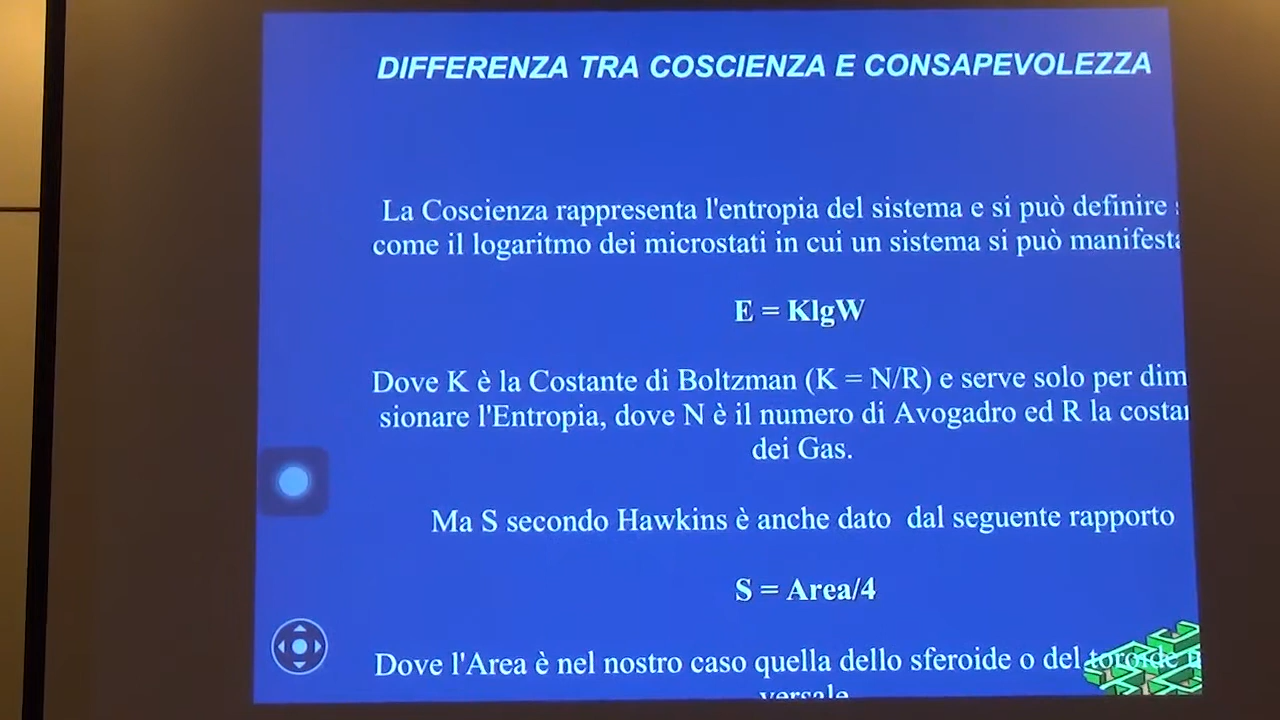 DIFFERENZA TRA COSCIENZA E CONSAPEVOLEZZA
La Coscienza rappresenta l'entropia del sistema e si può definire
come il logaritmo dei microstati in cui un sistema si può manifesta
E = KlgW
Dove K è la Costante di Boltzman (K = N/R) e serve solo per dim
sionare l'Entropia, dove N è il numero di Avogadro ed R la costan
dei Gas.
Ma S secondo Hawkins è anche dato dal seguente rapporto
S = Area/4
Dove l'Area è nel nostro caso quella dello sferoide o del toroide u
versale